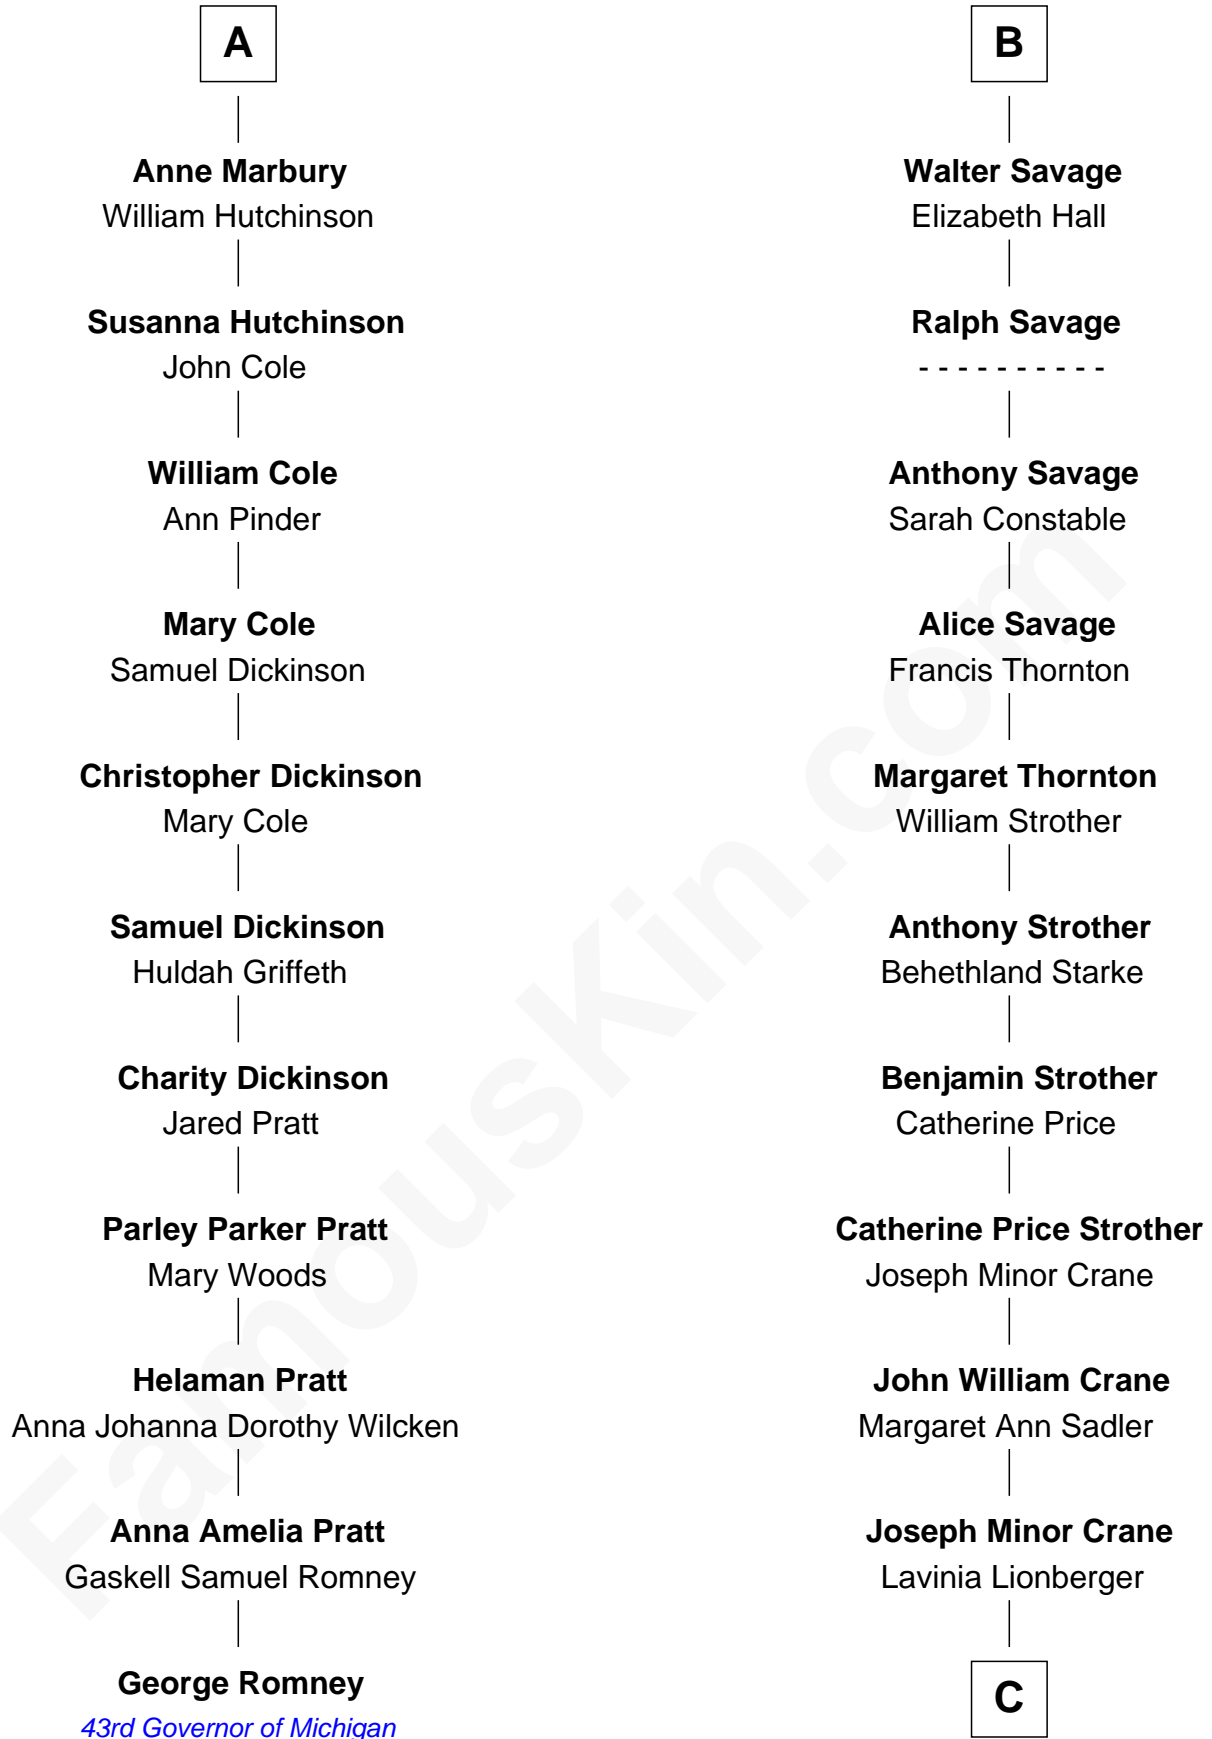 A
Anne Marbury
William Hutchinson
Susanna Hutchinson
John Cole
William Cole
Ann Pinder
Mary Cole
Samuel Dickinson
Christopher Dickinson
Mary Cole
Samuel Dickinson
Huldah Griffeth
Charity Dickinson
Jared Pratt
Parley Parker Pratt
Mary Woods
Helaman Pratt
Anna Johanna Dorothy Wilcken
Anna Amelia Pratt
Gaskell Samuel Romney
George Romney
43rd Governor of Michigan
B
Walter Savage
Elizabeth Hall
Ralph Savage
- - - - - - - - - -
Anthony Savage
Sarah Constable
Alice Savage
Francis Thornton
Margaret Thornton
William Strother
Anthony Strother
Behethland Starke
Benjamin Strother
Catherine Price
Catherine Price Strother
Joseph Minor Crane
John William Crane
Margaret Ann Sadler
Joseph Minor Crane
Lavinia Lionberger
C
FamousKin.com